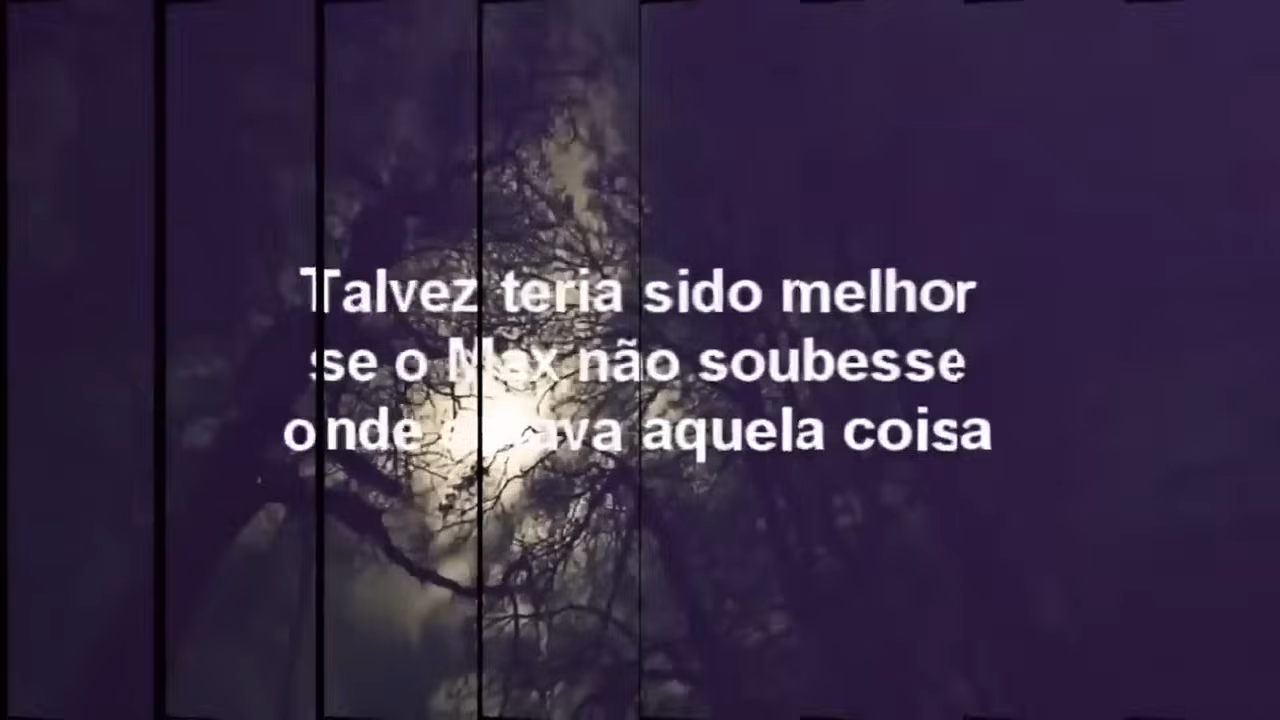 Talvez teria sido melhor
se o Max não soubesse
onde estava aquela coisa